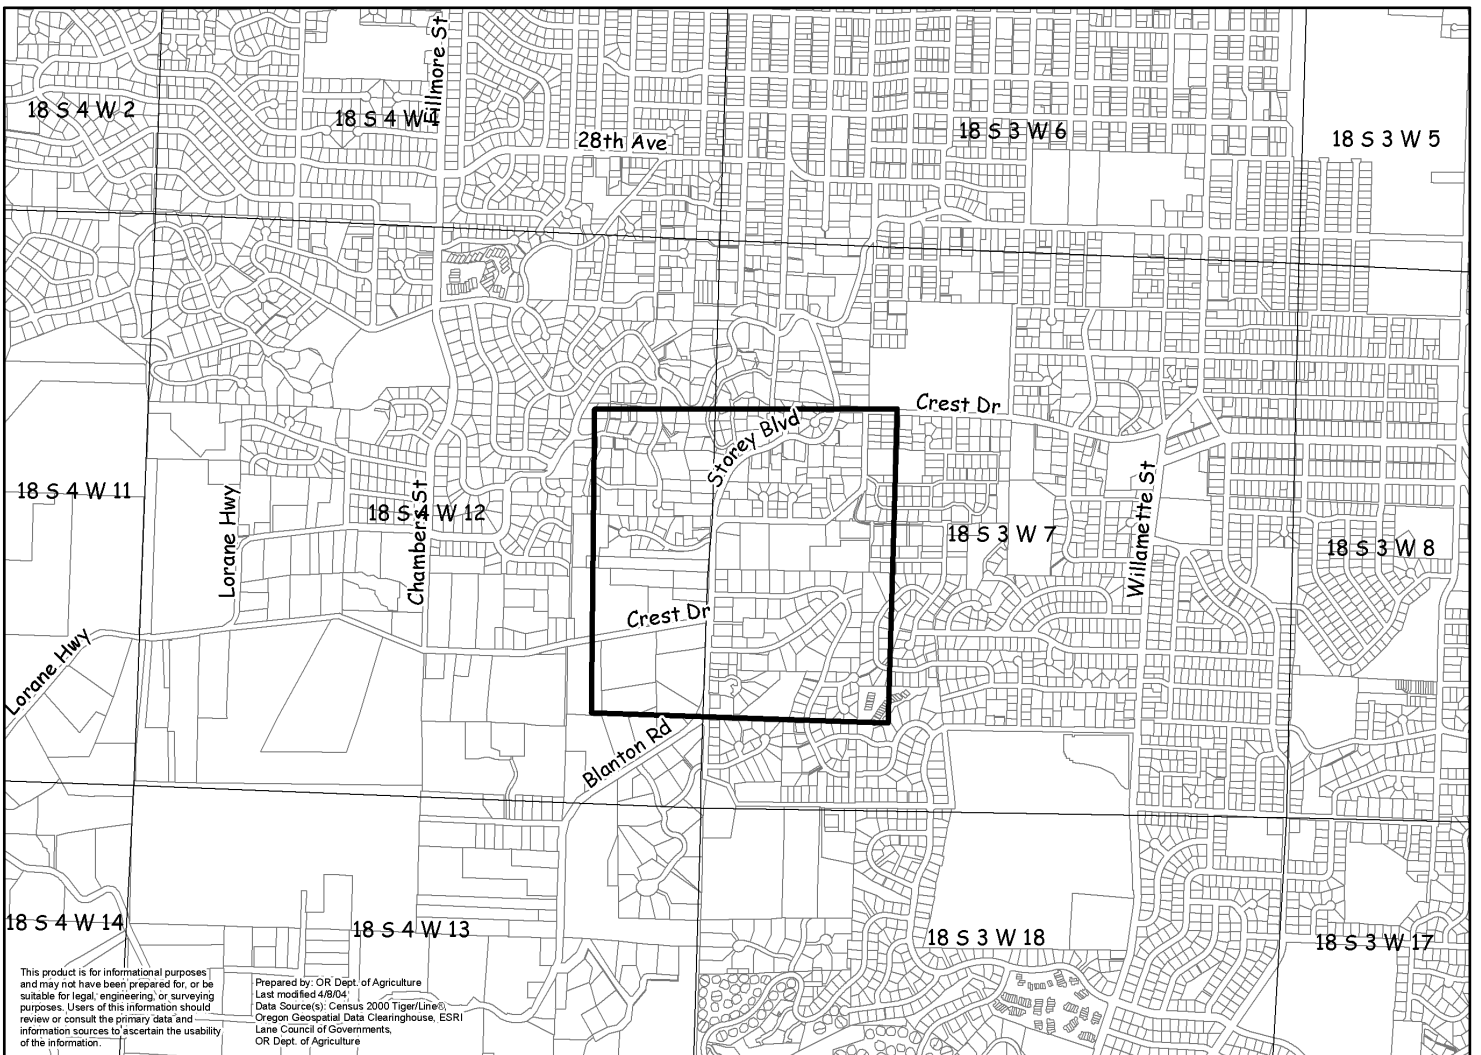 Fillmore St
18 S 4 W 2
18 S 4 W
28th Ave
18 S 3 W 6
18 S 3 W 5
Crest Dr
Storey Blvd
18 S 4 W 11
Lorane Hwy
Chambers St
18 S 4 W 12
Willamette St
18 S 3 W 7
18 S 3 W 8
Crest Dr
Lorane Hwy
Blanton Rd
18 S 4 W 14
18 S 4 W 13
18 S 3 W 18
18 S 3 W 17
This product is for informational purposes
and may not have been prepared for, or be
suitable for legal, engineering, or surveying
purposes. Users of this information should
review or consult the primary data and
information sources to ascertain the usability
of the information.
Prepared by: OR Dept. of Agriculture
Last modified 4/8/04
Data Source(s): Census 2000 Tiger/Line®,
Oregon Geospatial Data Clearinghouse, ESRI
Lane Council of Governments,
OR Dept. of Agriculture